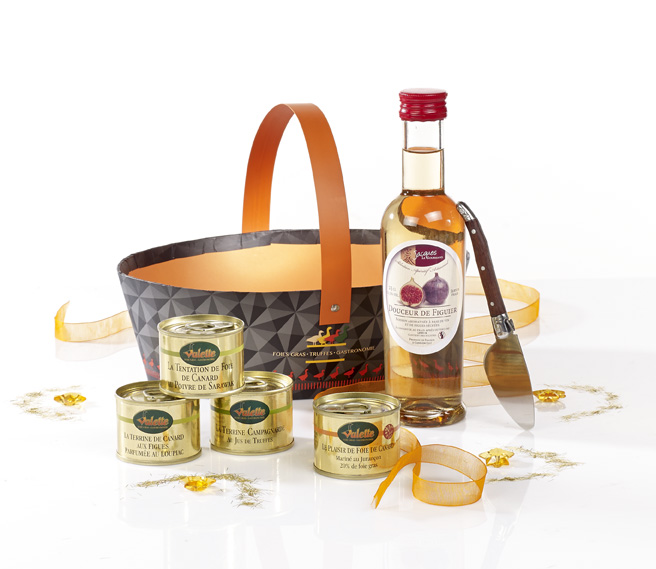 Jacques
DOUCEUR DE FIGUIER
FOIES GRAS • TRUFFES • GASTRONOMIE
Valette
LA TENTATION DE FOIE
DE CANARD
AU POIVRE DE SARAWAK
Valette
LA TERRINE DE CANARD
AUX FIGUES
PARFUMÉE AU LOUPIAC
Valette
LA TERRINE CAMPAGNARDE
AU JUS DE TRUFFES
Valette
LE PLAISIR DE FOIE DE CANARD
Mariné au Jurançon
20% de foie gras